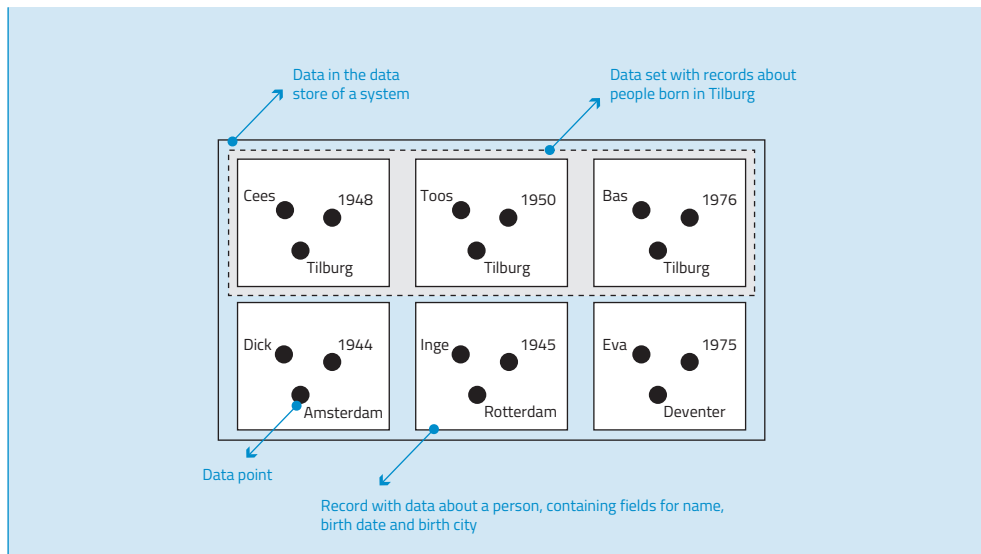 Data in the data
store of a system
Data set with records about
people born in Tilburg
Cees
1948
Tilburg
Toos
1950
Tilburg
Bas
1976
Tilburg
Dick
1944
Amsterdam
Inge
1945
Rotterdam
Eva
1975
Deventer
Data point
Record with data about a person, containing fields for name,
birth date and birth city